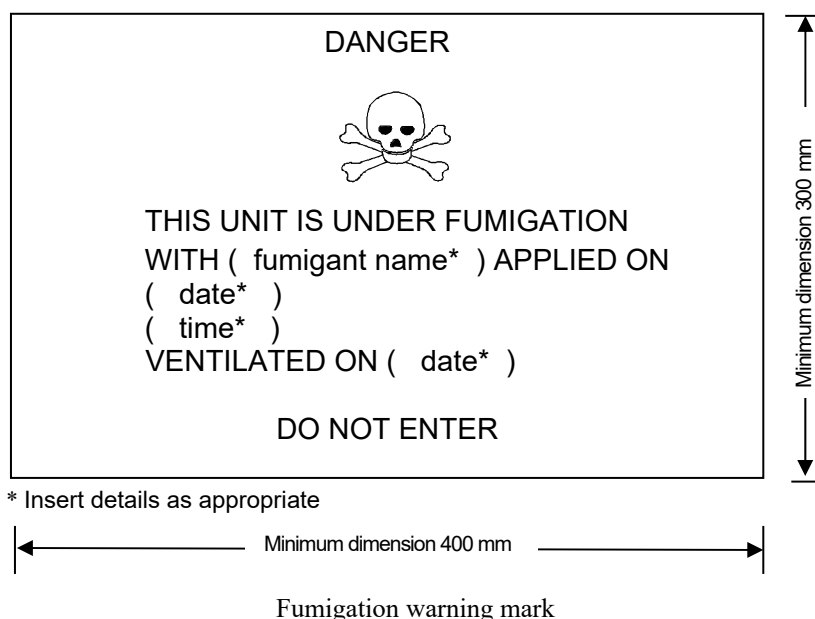 DANGER
THIS UNIT IS UNDER FUMIGATION
WITH ( fumigant name* ) APPLIED ON
( date* )
( time* )
VENTILATED ON ( date* )
DO NOT ENTER
Minimum dimension 300 mm
* Insert details as appropriate
Minimum dimension 400 mm
Fumigation warning mark